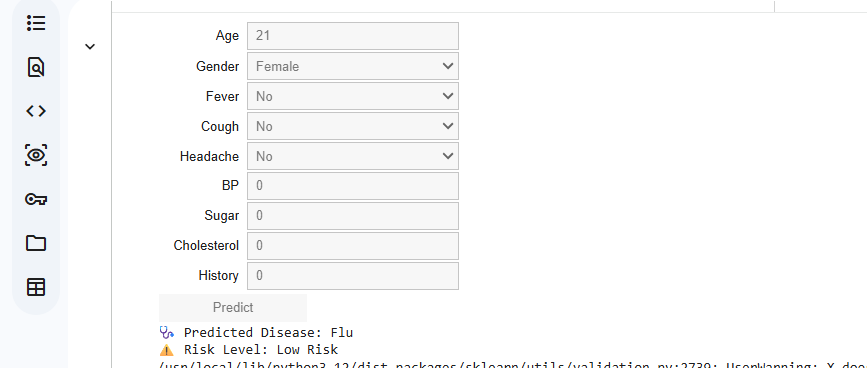 Age 21
Gender Female
Fever No
Cough No
Headache No
BP 0
Sugar 0
Cholesterol 0
History 0
Predict
🩺 Predicted Disease: Flu
⚠️ Risk Level: Low Risk
/usr/local/lib/python3.12/dist-packages/sklearn/utils/validation.py:2739: UserWarning: X